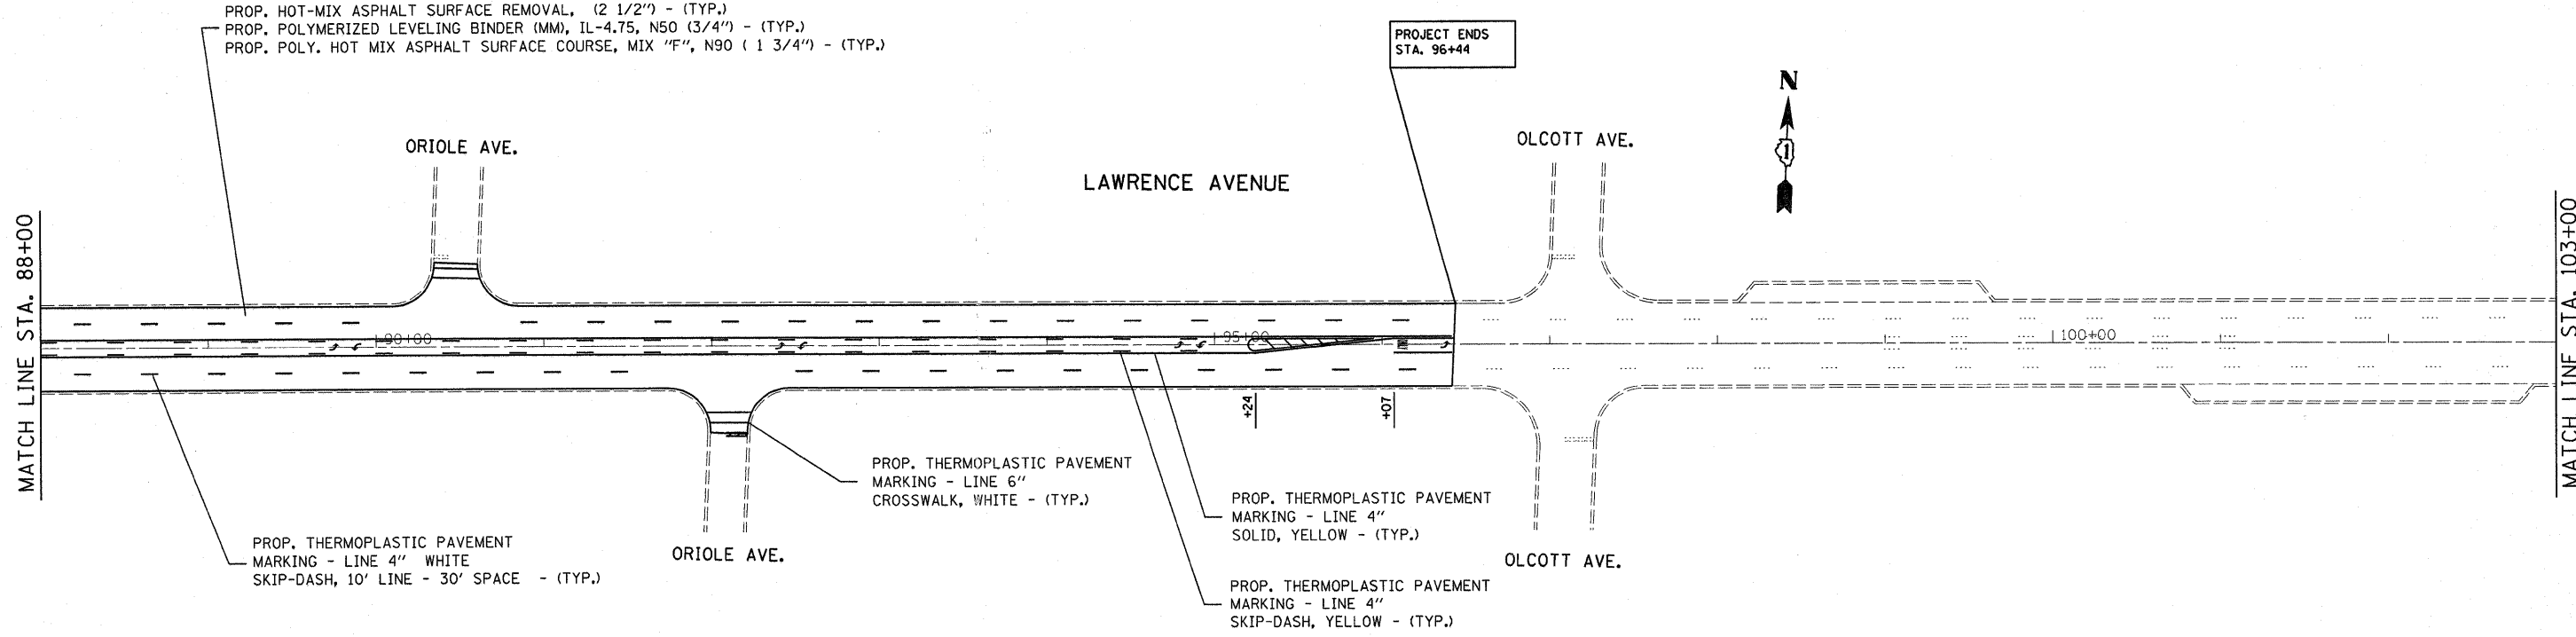 PROP. HOT-MIX ASPHALT SURFACE REMOVAL, (2 1/2") - (TYP.)
PROP. POLYMERIZED LEVELING BINDER (MM), IL-4.75, N50 (3/4") - (TYP.)
PROP. POLY. HOT MIX ASPHALT SURFACE COURSE, MIX "F", N90 ( 1 3/4") - (TYP.)
PROJECT ENDS
STA. 96+44
N
1
ORIOLE AVE.
OLCOTT AVE.
LAWRENCE AVENUE
MATCH LINE STA. 88+00
MATCH LINE STA. 103+00
90+00
95+00
100+00
+24
+07
PROP. THERMOPLASTIC PAVEMENT
MARKING - LINE 6"
CROSSWALK, WHITE - (TYP.)
PROP. THERMOPLASTIC PAVEMENT
MARKING - LINE 4"
SOLID, YELLOW - (TYP.)
PROP. THERMOPLASTIC PAVEMENT
MARKING - LINE 4" WHITE
SKIP-DASH, 10' LINE - 30' SPACE - (TYP.)
ORIOLE AVE.
OLCOTT AVE.
PROP. THERMOPLASTIC PAVEMENT
MARKING - LINE 4"
SKIP-DASH, YELLOW - (TYP.)